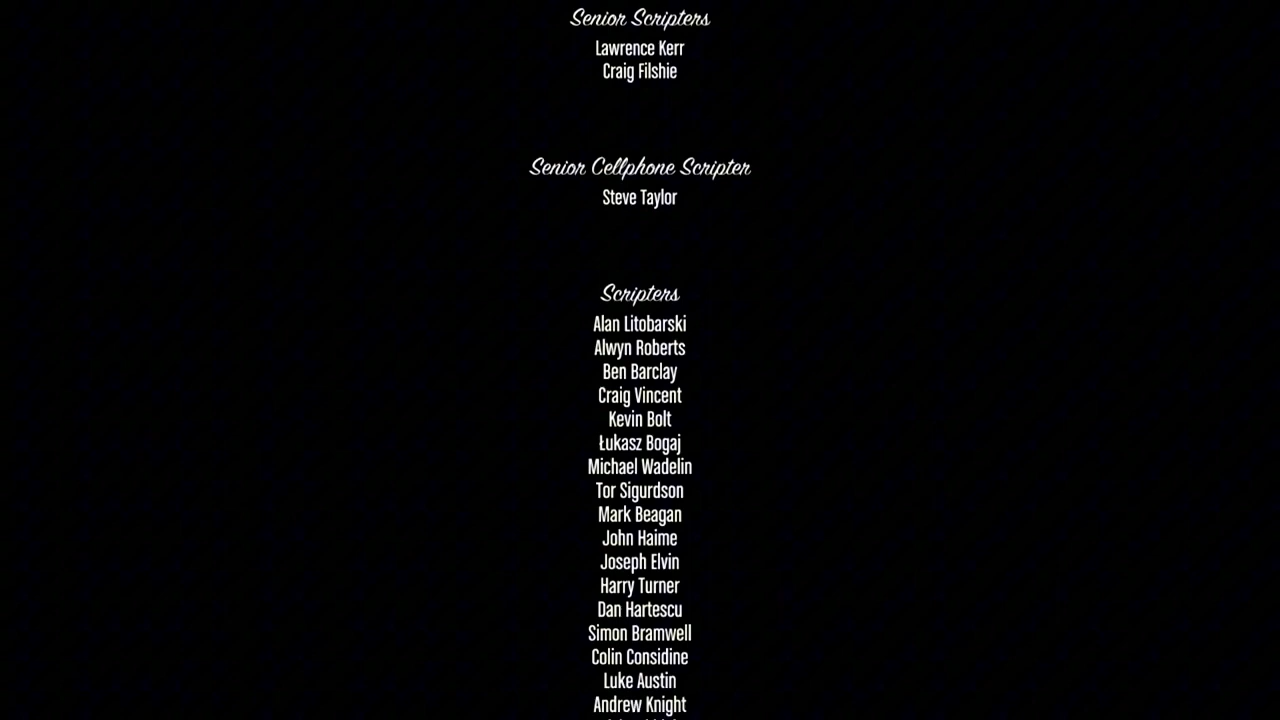 Senior Scripters
Lawrence Kerr
Craig Filshie
Senior Cellphone Scripter
Steve Taylor
Scripters
Alan Litobarski
Alwyn Roberts
Ben Barclay
Craig Vincent
Kevin Bolt
Łukasz Bogaj
Michael Wadelin
Tor Sigurdson
Mark Beagan
John Haime
Joseph Elvin
Harry Turner
Dan Hartescu
Simon Bramwell
Colin Considine
Luke Austin
Andrew Knight